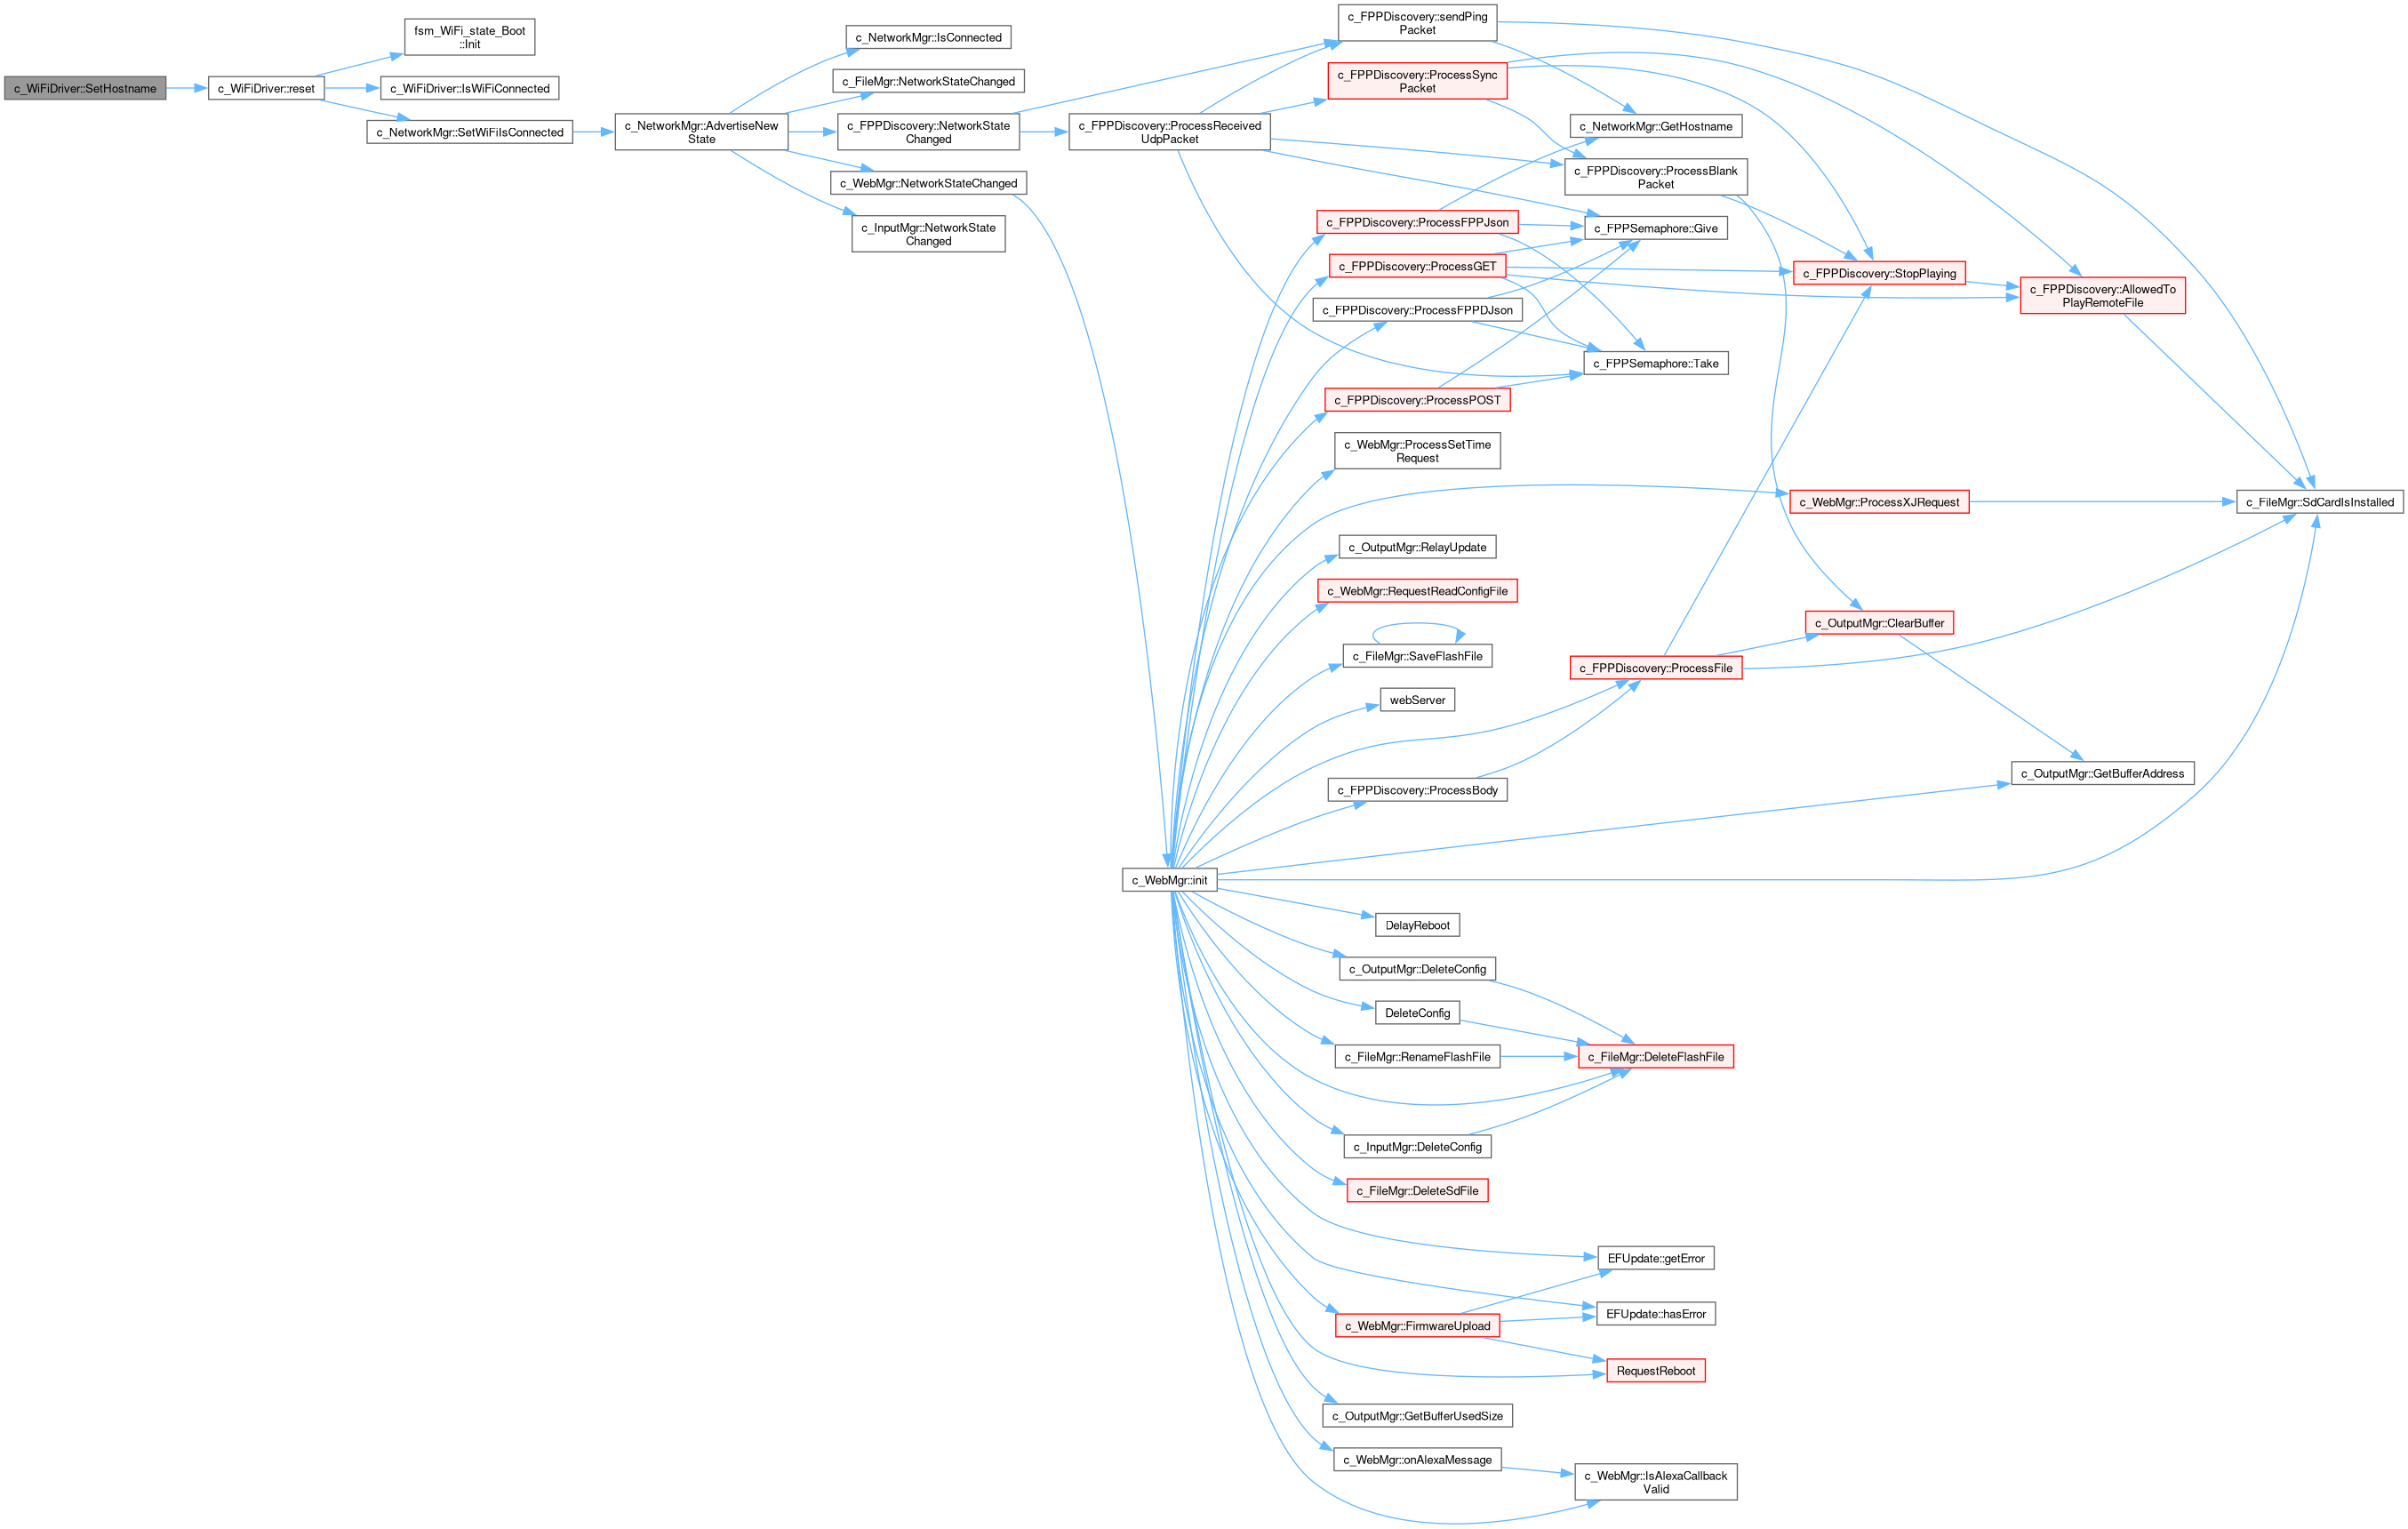 c_WiFiDriver::SetHostname
c_WiFiDriver::reset
fsm_WiFi_state_Boot
::Init
c_WiFiDriver::IsWiFiConnected
c_NetworkMgr::SetWiFiIsConnected
c_NetworkMgr::AdvertiseNew
State
c_NetworkMgr::IsConnected
c_FileMgr::NetworkStateChanged
c_FPPDiscovery::NetworkState
Changed
c_WebMgr::NetworkStateChanged
c_InputMgr::NetworkState
Changed
c_FPPDiscovery::ProcessReceived
UdpPacket
c_WebMgr::init
c_FPPDiscovery::sendPing
Packet
c_FPPDiscovery::ProcessSync
Packet
c_FPPDiscovery::ProcessFPPJson
c_FPPDiscovery::ProcessGET
c_FPPDiscovery::ProcessFPPDJson
c_FPPDiscovery::ProcessPOST
c_WebMgr::ProcessSetTime
Request
c_OutputMgr::RelayUpdate
c_WebMgr::RequestReadConfigFile
c_FileMgr::SaveFlashFile
webServer
c_FPPDiscovery::ProcessBody
DelayReboot
c_OutputMgr::DeleteConfig
DeleteConfig
c_FileMgr::RenameFlashFile
c_InputMgr::DeleteConfig
c_FileMgr::DeleteSdFile
c_WebMgr::FirmwareUpload
c_OutputMgr::GetBufferUsedSize
c_WebMgr::onAlexaMessage
c_NetworkMgr::GetHostname
c_FPPDiscovery::ProcessBlank
Packet
c_FPPSemaphore::Give
c_FPPSemaphore::Take
c_FPPDiscovery::ProcessFile
c_FileMgr::DeleteFlashFile
EFUpdate::getError
EFUpdate::hasError
RequestReboot
c_WebMgr::IsAlexaCallback
Valid
c_FPPDiscovery::StopPlaying
c_WebMgr::ProcessXJRequest
c_OutputMgr::ClearBuffer
c_FPPDiscovery::AllowedTo
PlayRemoteFile
c_OutputMgr::GetBufferAddress
c_FileMgr::SdCardIsInstalled